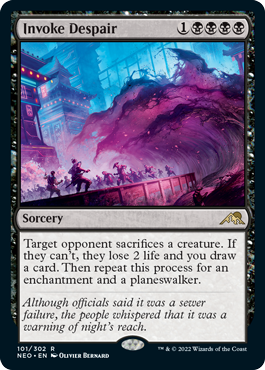 Invoke Despair 1
Sorcery
Target opponent sacrifices a creature. If
they can't, they lose 2 life and you draw
a card. Then repeat this process for an
enchantment and a planeswalker.
Although officials said it was a sewer
failure, the people whispered that it was a
warning of night's reach.
101/302 R
NEO • EN Olivier Bernard ™ & © 2022 Wizards of the Coast